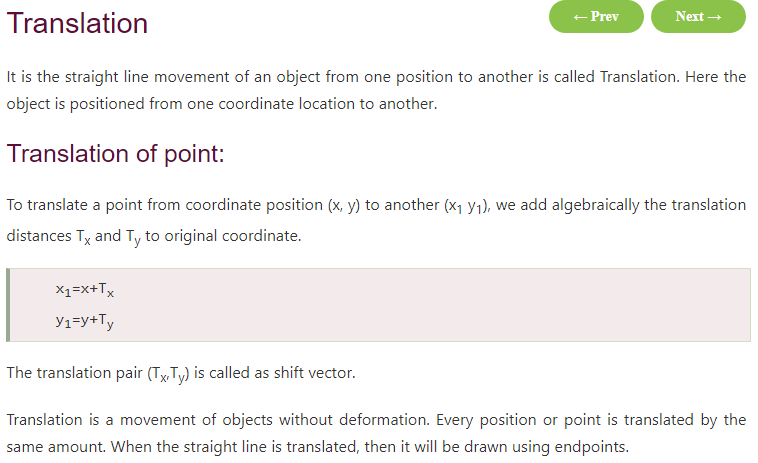 Translation
← Prev
Next →
It is the straight line movement of an object from one position to another is called Translation. Here the
object is positioned from one coordinate location to another.
Translation of point:
To translate a point from coordinate position (x, y) to another (x₁ y₁), we add algebraically the translation
distances Tₓ and Tᵧ to original coordinate.
x₁=x+Tₓ
y₁=y+Tᵧ
The translation pair (Tₓ,Tᵧ) is called as shift vector.
Translation is a movement of objects without deformation. Every position or point is translated by the
same amount. When the straight line is translated, then it will be drawn using endpoints.